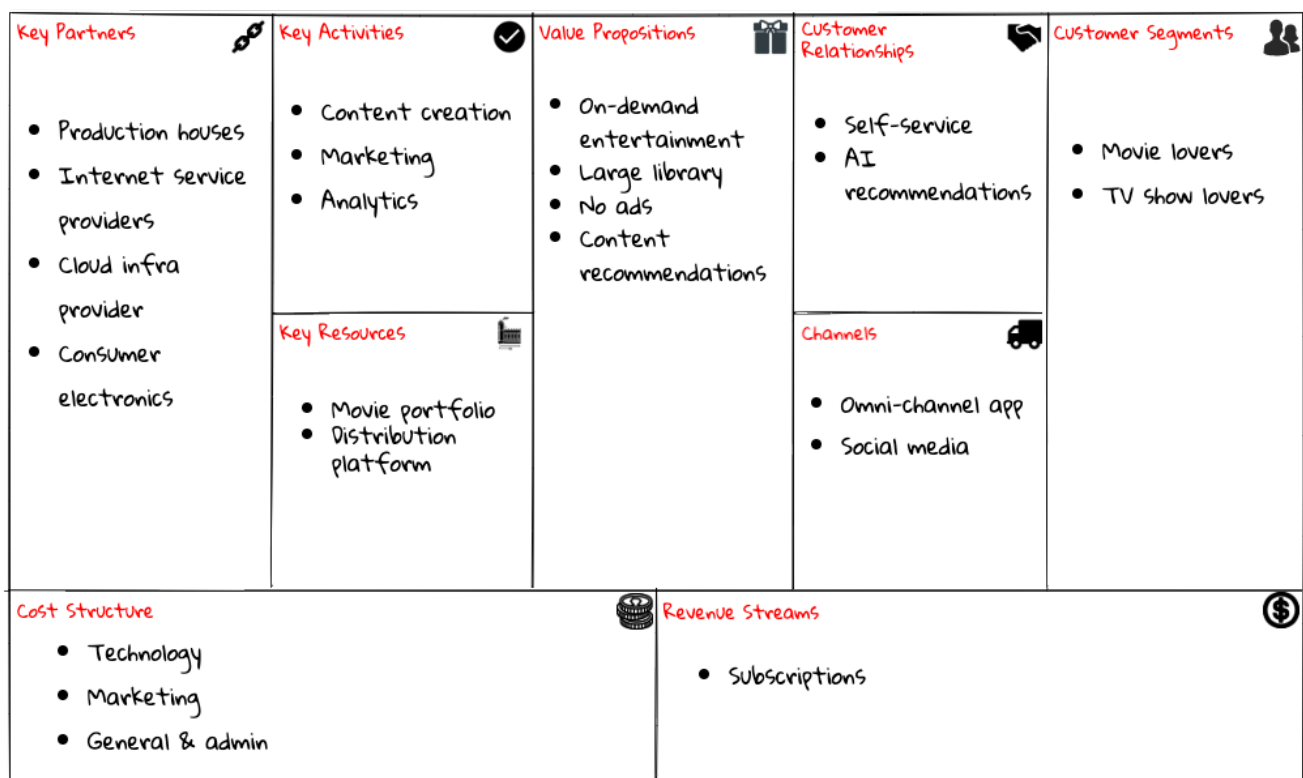 Key Partners
Production houses
Internet service
providers
Cloud infra
provider
Consumer
electronics
Key Activities
Content creation
Marketing
Analytics
Key Resources
Movie portfolio
Distribution
platform
Value Propositions
On-demand
entertainment
Large library
No ads
Content
recommendations
Customer
Relationships
Self-service
AI
recommendations
Channels
Omni-channel app
Social media
Customer Segments
Movie lovers
TV Show lovers
Cost Structure
Technology
Marketing
General & admin
Revenue Streams
Subscriptions
$